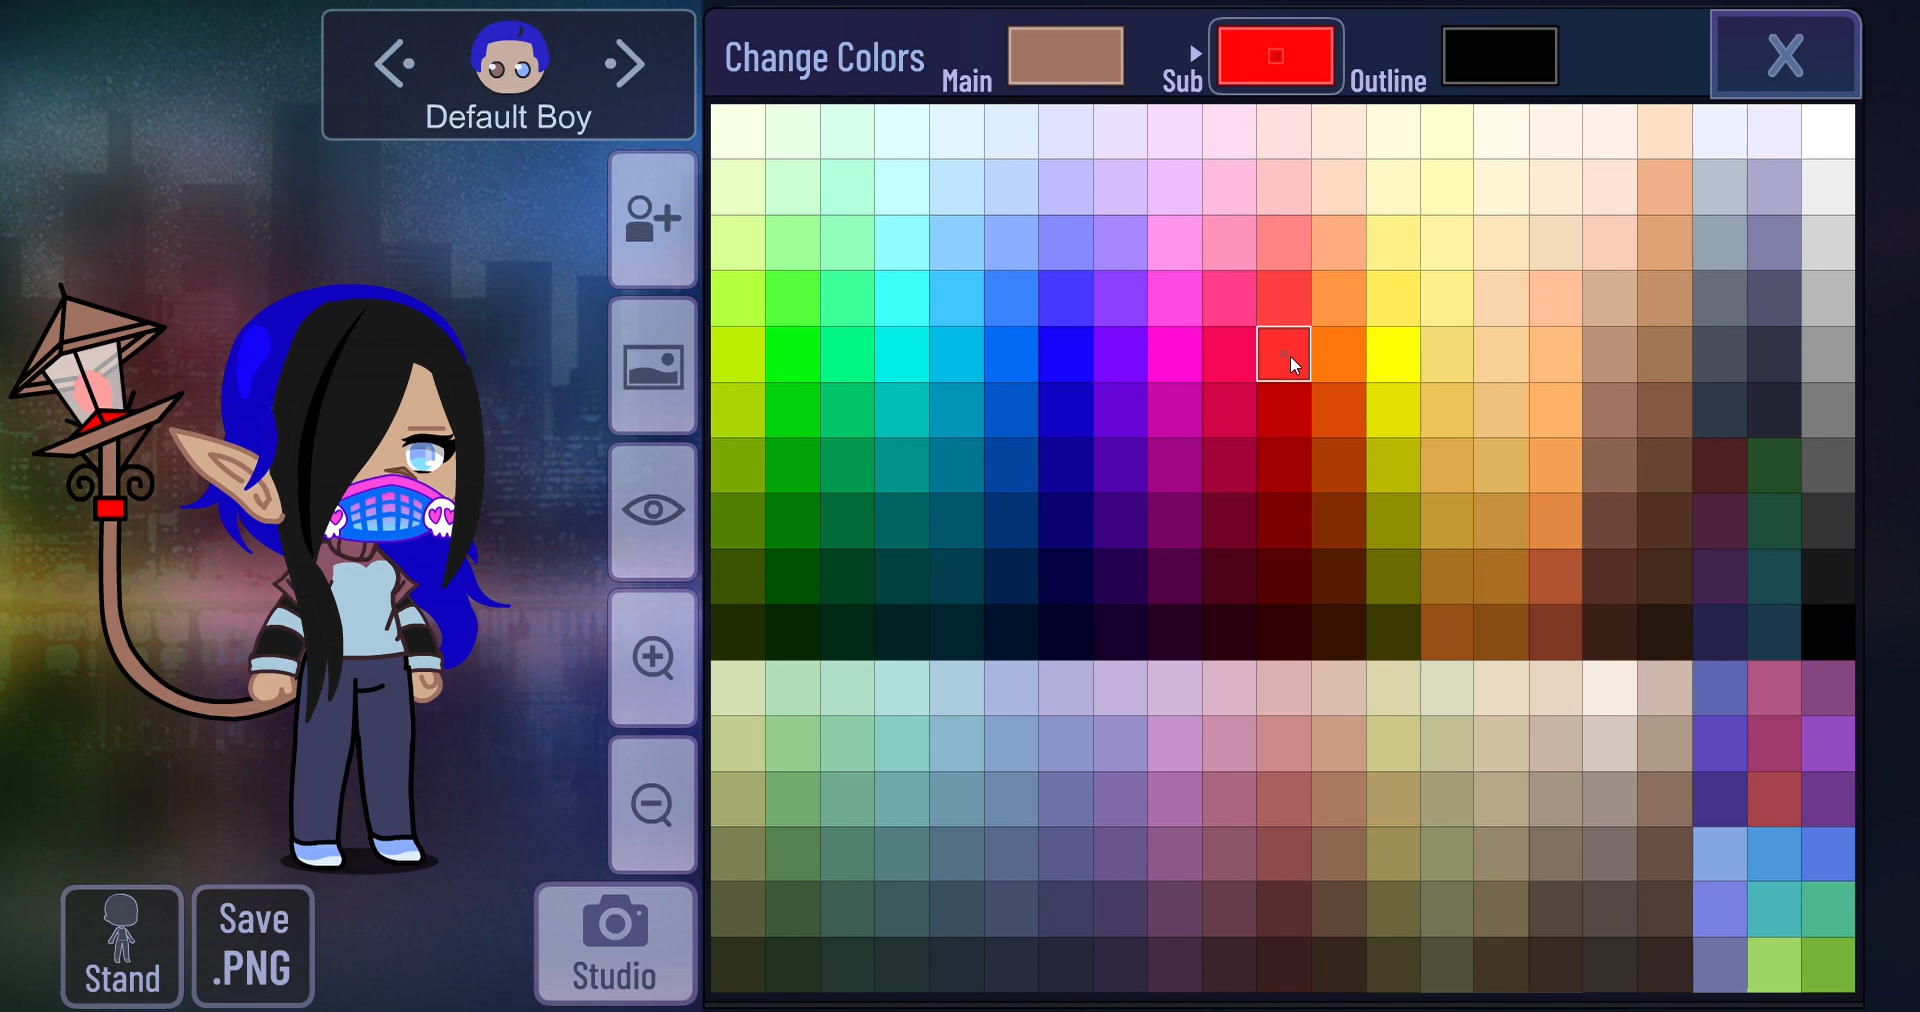 Default Boy
Change Colors
Main
Sub
Outline
X
Stand
Save
.PNG
Studio